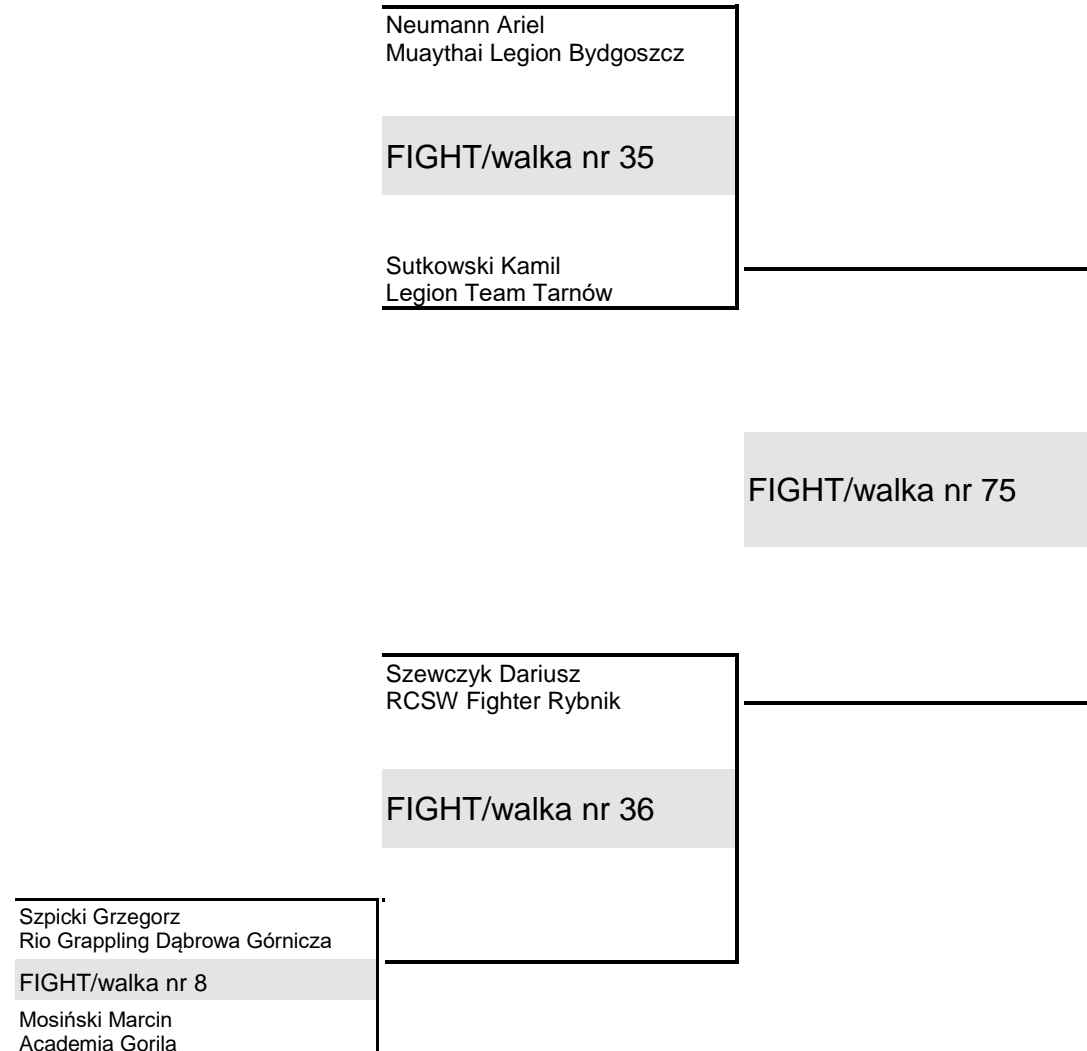 Neumann Ariel
Muaythai Legion Bydgoszcz
FIGHT/walka nr 35
Sutkowski Kamil
Legion Team Tarnów
FIGHT/walka nr 75
Szewczyk Dariusz
RCSW Fighter Rybnik
FIGHT/walka nr 36
Szpicki Grzegorz
Rio Grappling Dąbrowa Górnicza
FIGHT/walka nr 8
Mosiński Marcin
Academia Gorila